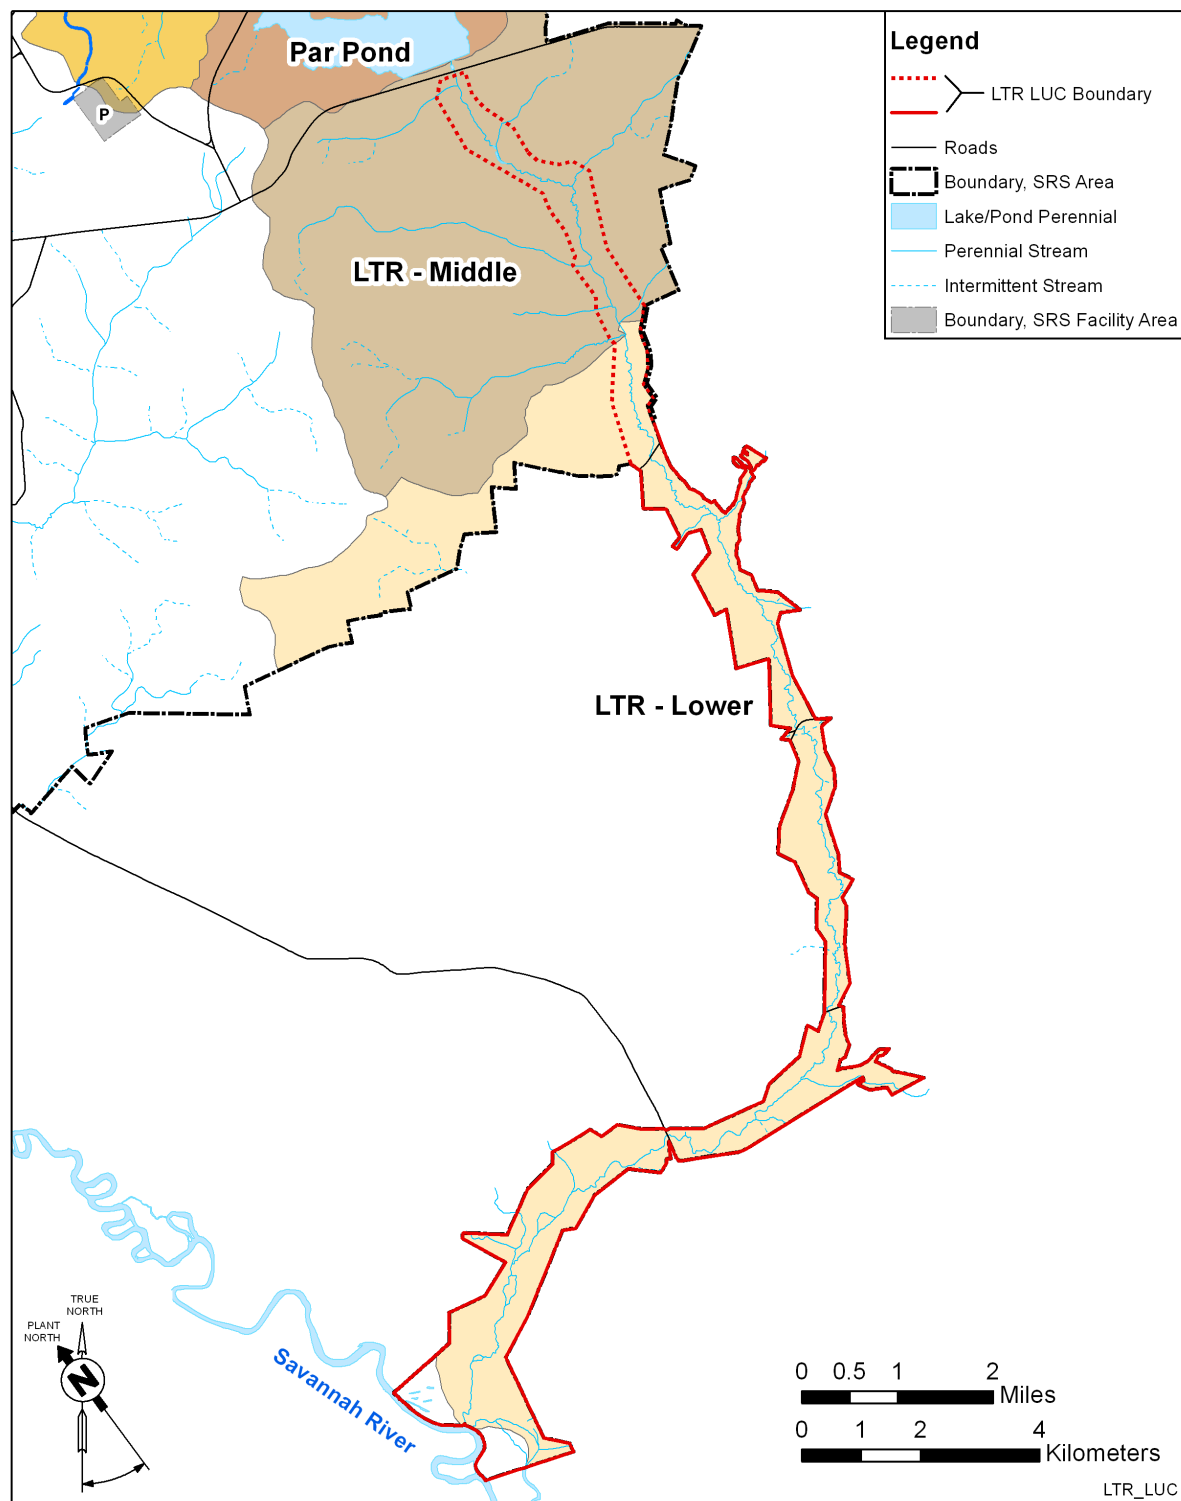 Par Pond
P
LTR - Middle
LTR - Lower
Savannah River
Legend
LTR LUC Boundary
Roads
Boundary, SRS Area
Lake/Pond Perennial
Perennial Stream
Intermittent Stream
Boundary, SRS Facility Area
TRUE
NORTH
PLANT
NORTH
N
0 0.5 1 2
Miles
0 1 2 4
Kilometers
LTR_LUC